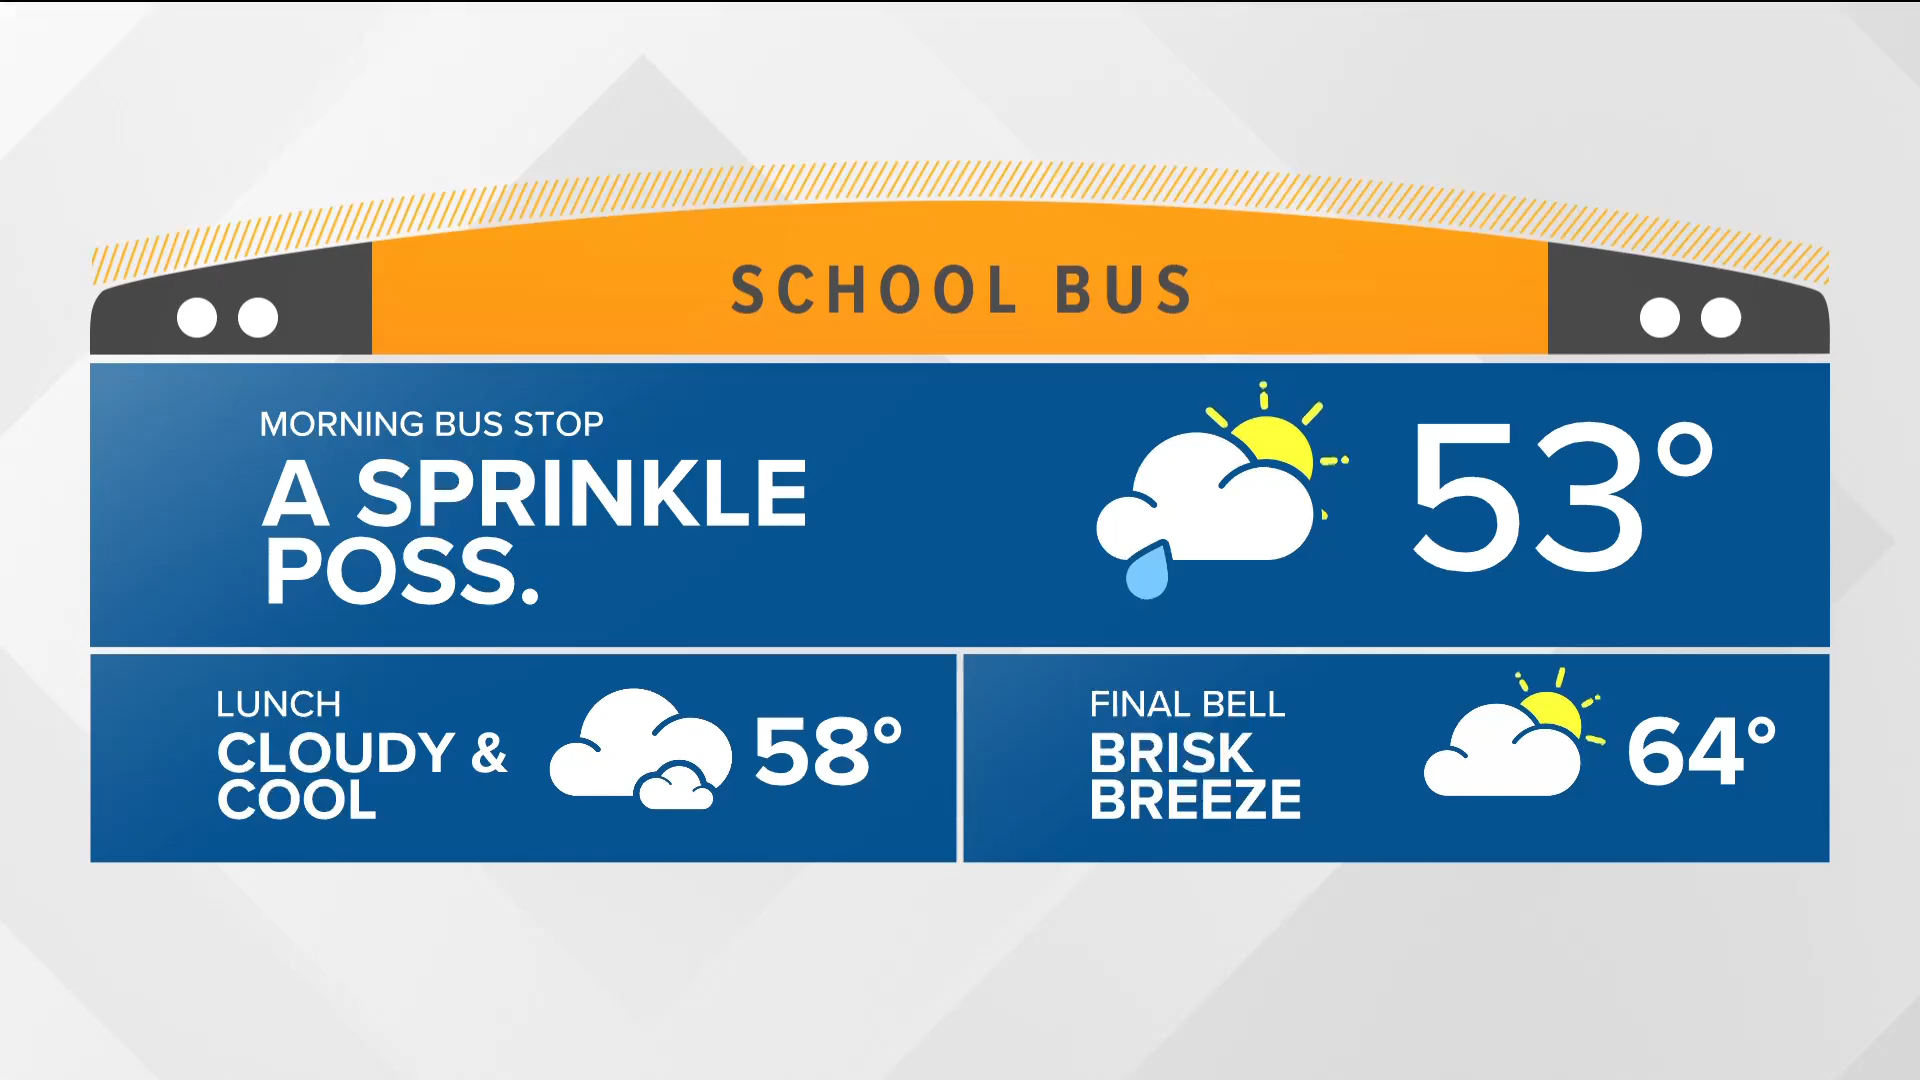 SCHOOL BUS
MORNING BUS STOP
A SPRINKLE
POSS.
53°
LUNCH
CLOUDY &
COOL
58°
FINAL BELL
BRISK
BREEZE
64°